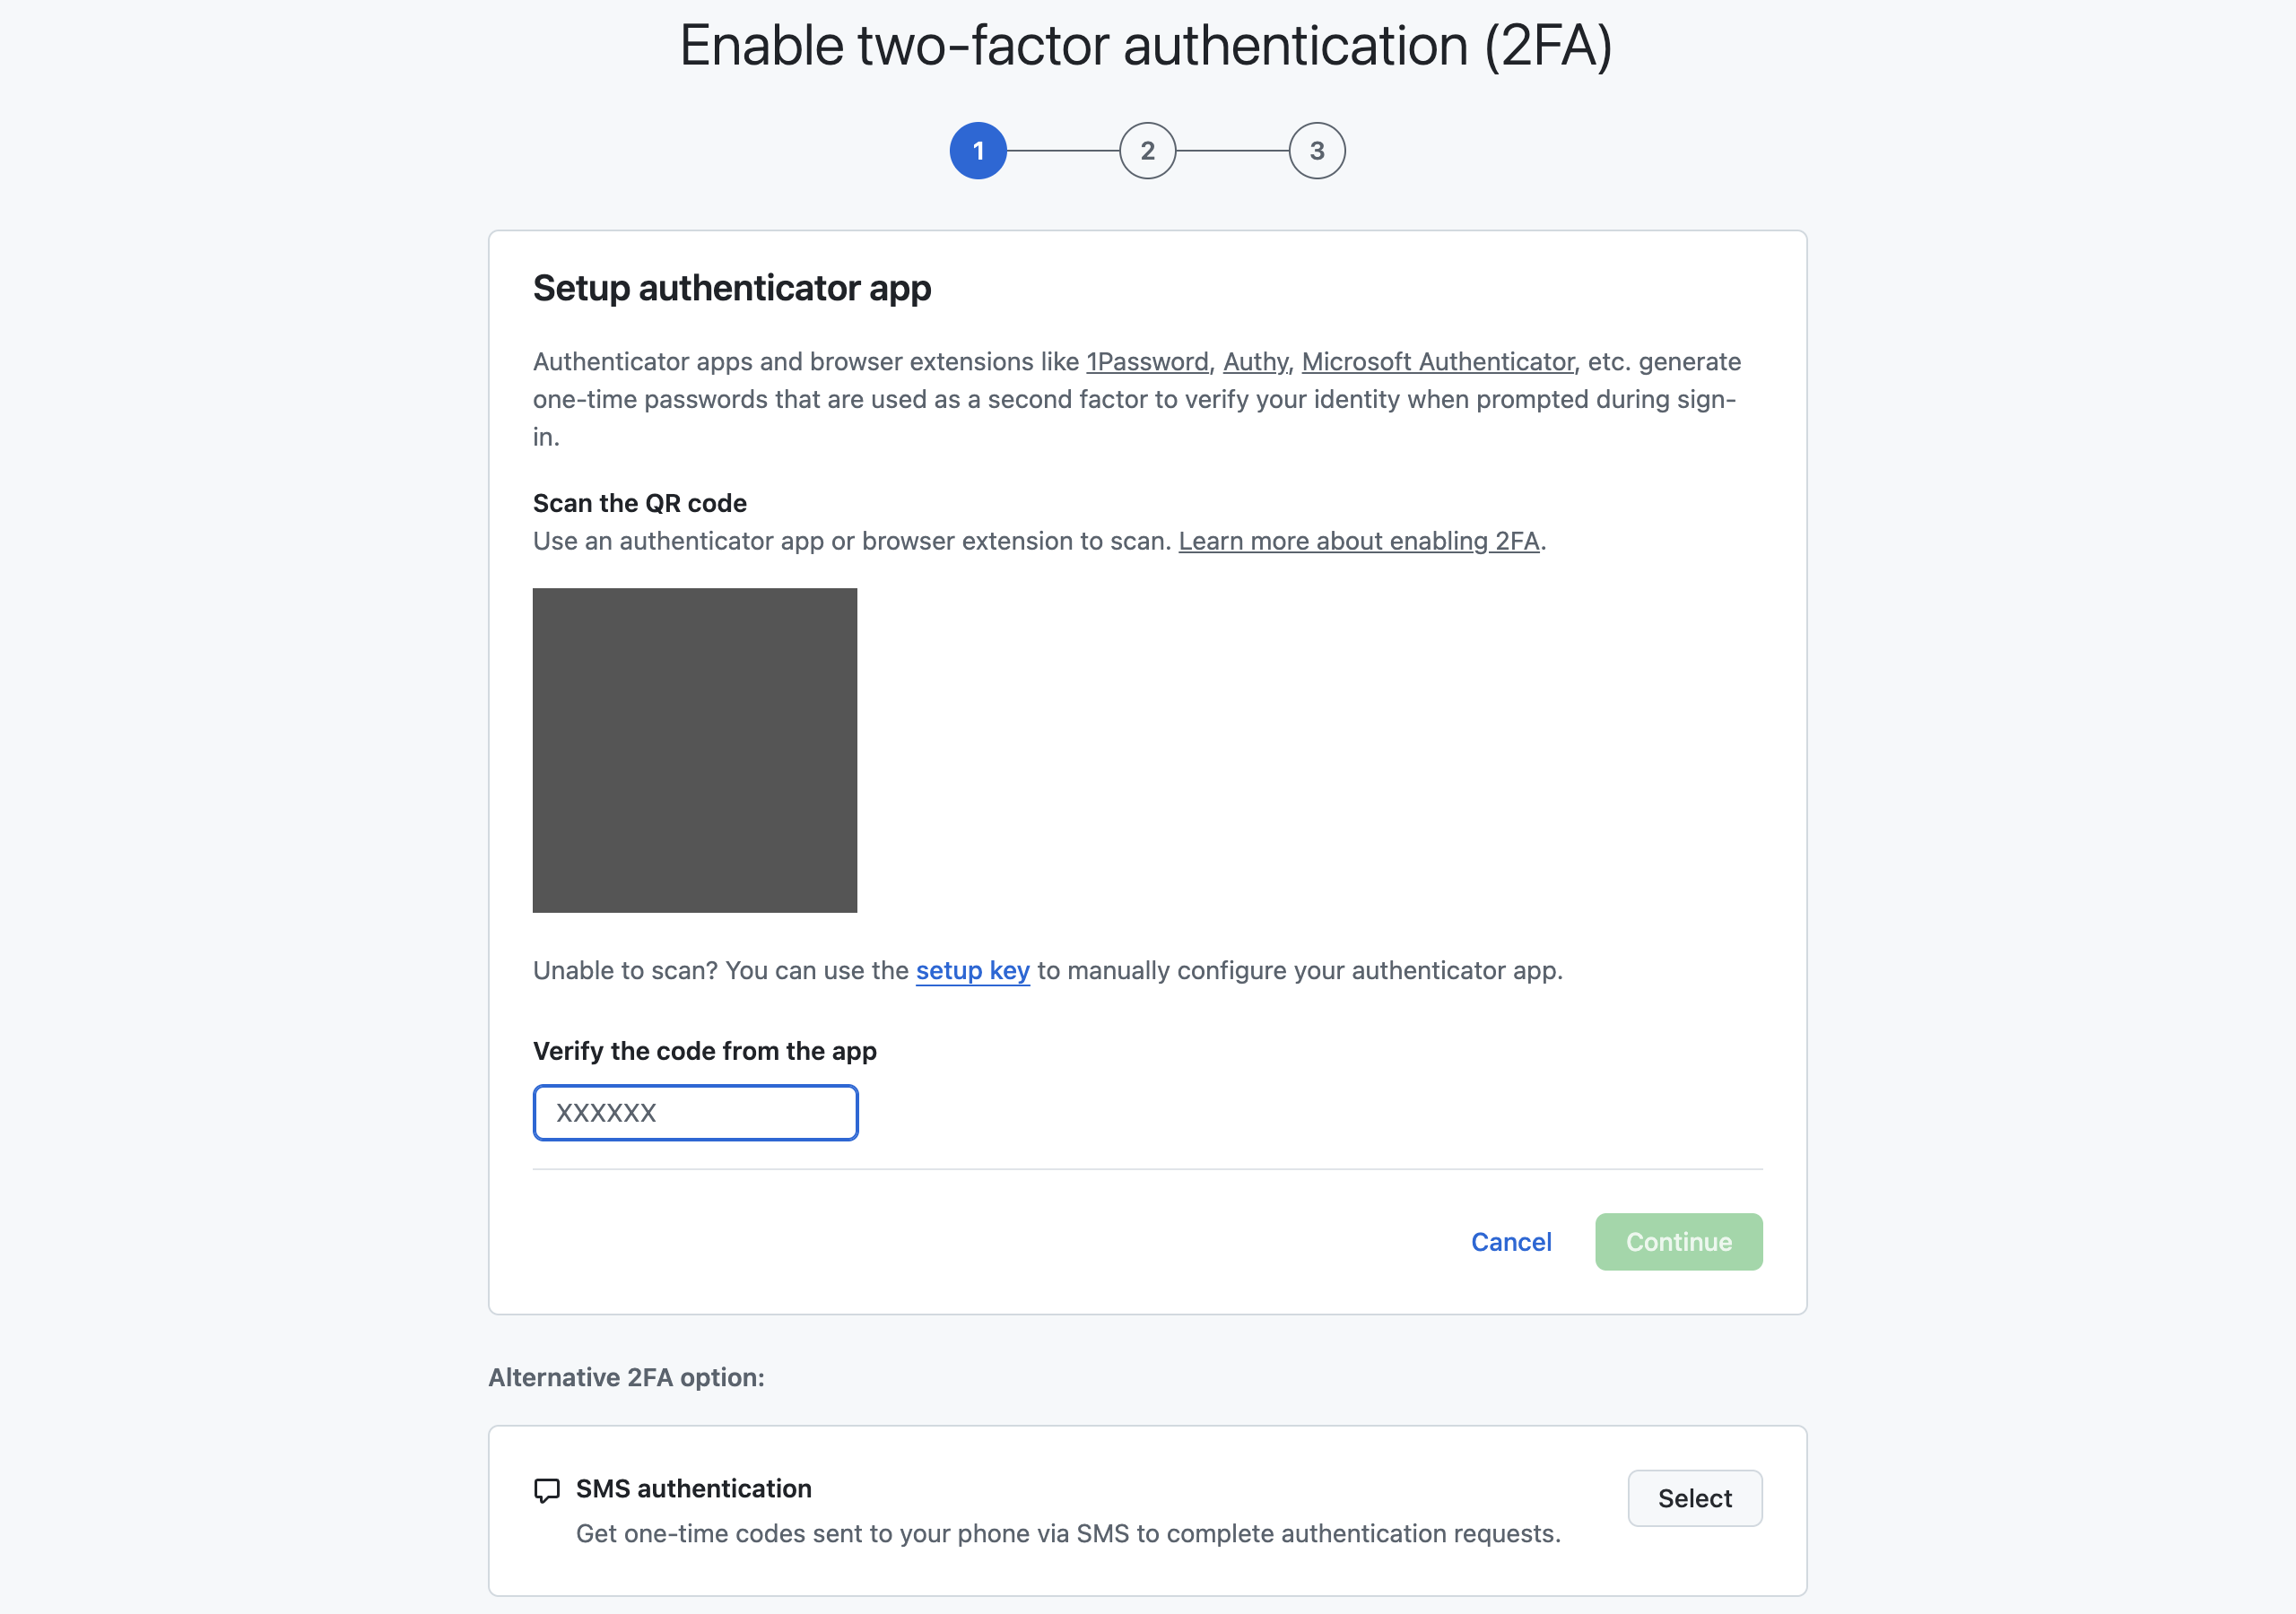 Enable two-factor authentication (2FA)
1
2
3
Setup authenticator app
Authenticator apps and browser extensions like 1Password, Authy, Microsoft Authenticator, etc. generate
one-time passwords that are used as a second factor to verify your identity when prompted during sign-
in.
Scan the QR code
Use an authenticator app or browser extension to scan. Learn more about enabling 2FA.
Unable to scan? You can use the setup key to manually configure your authenticator app.
Verify the code from the app
XXXXXX
Cancel
Continue
Alternative 2FA option:
SMS authentication
Select
Get one-time codes sent to your phone via SMS to complete authentication requests.